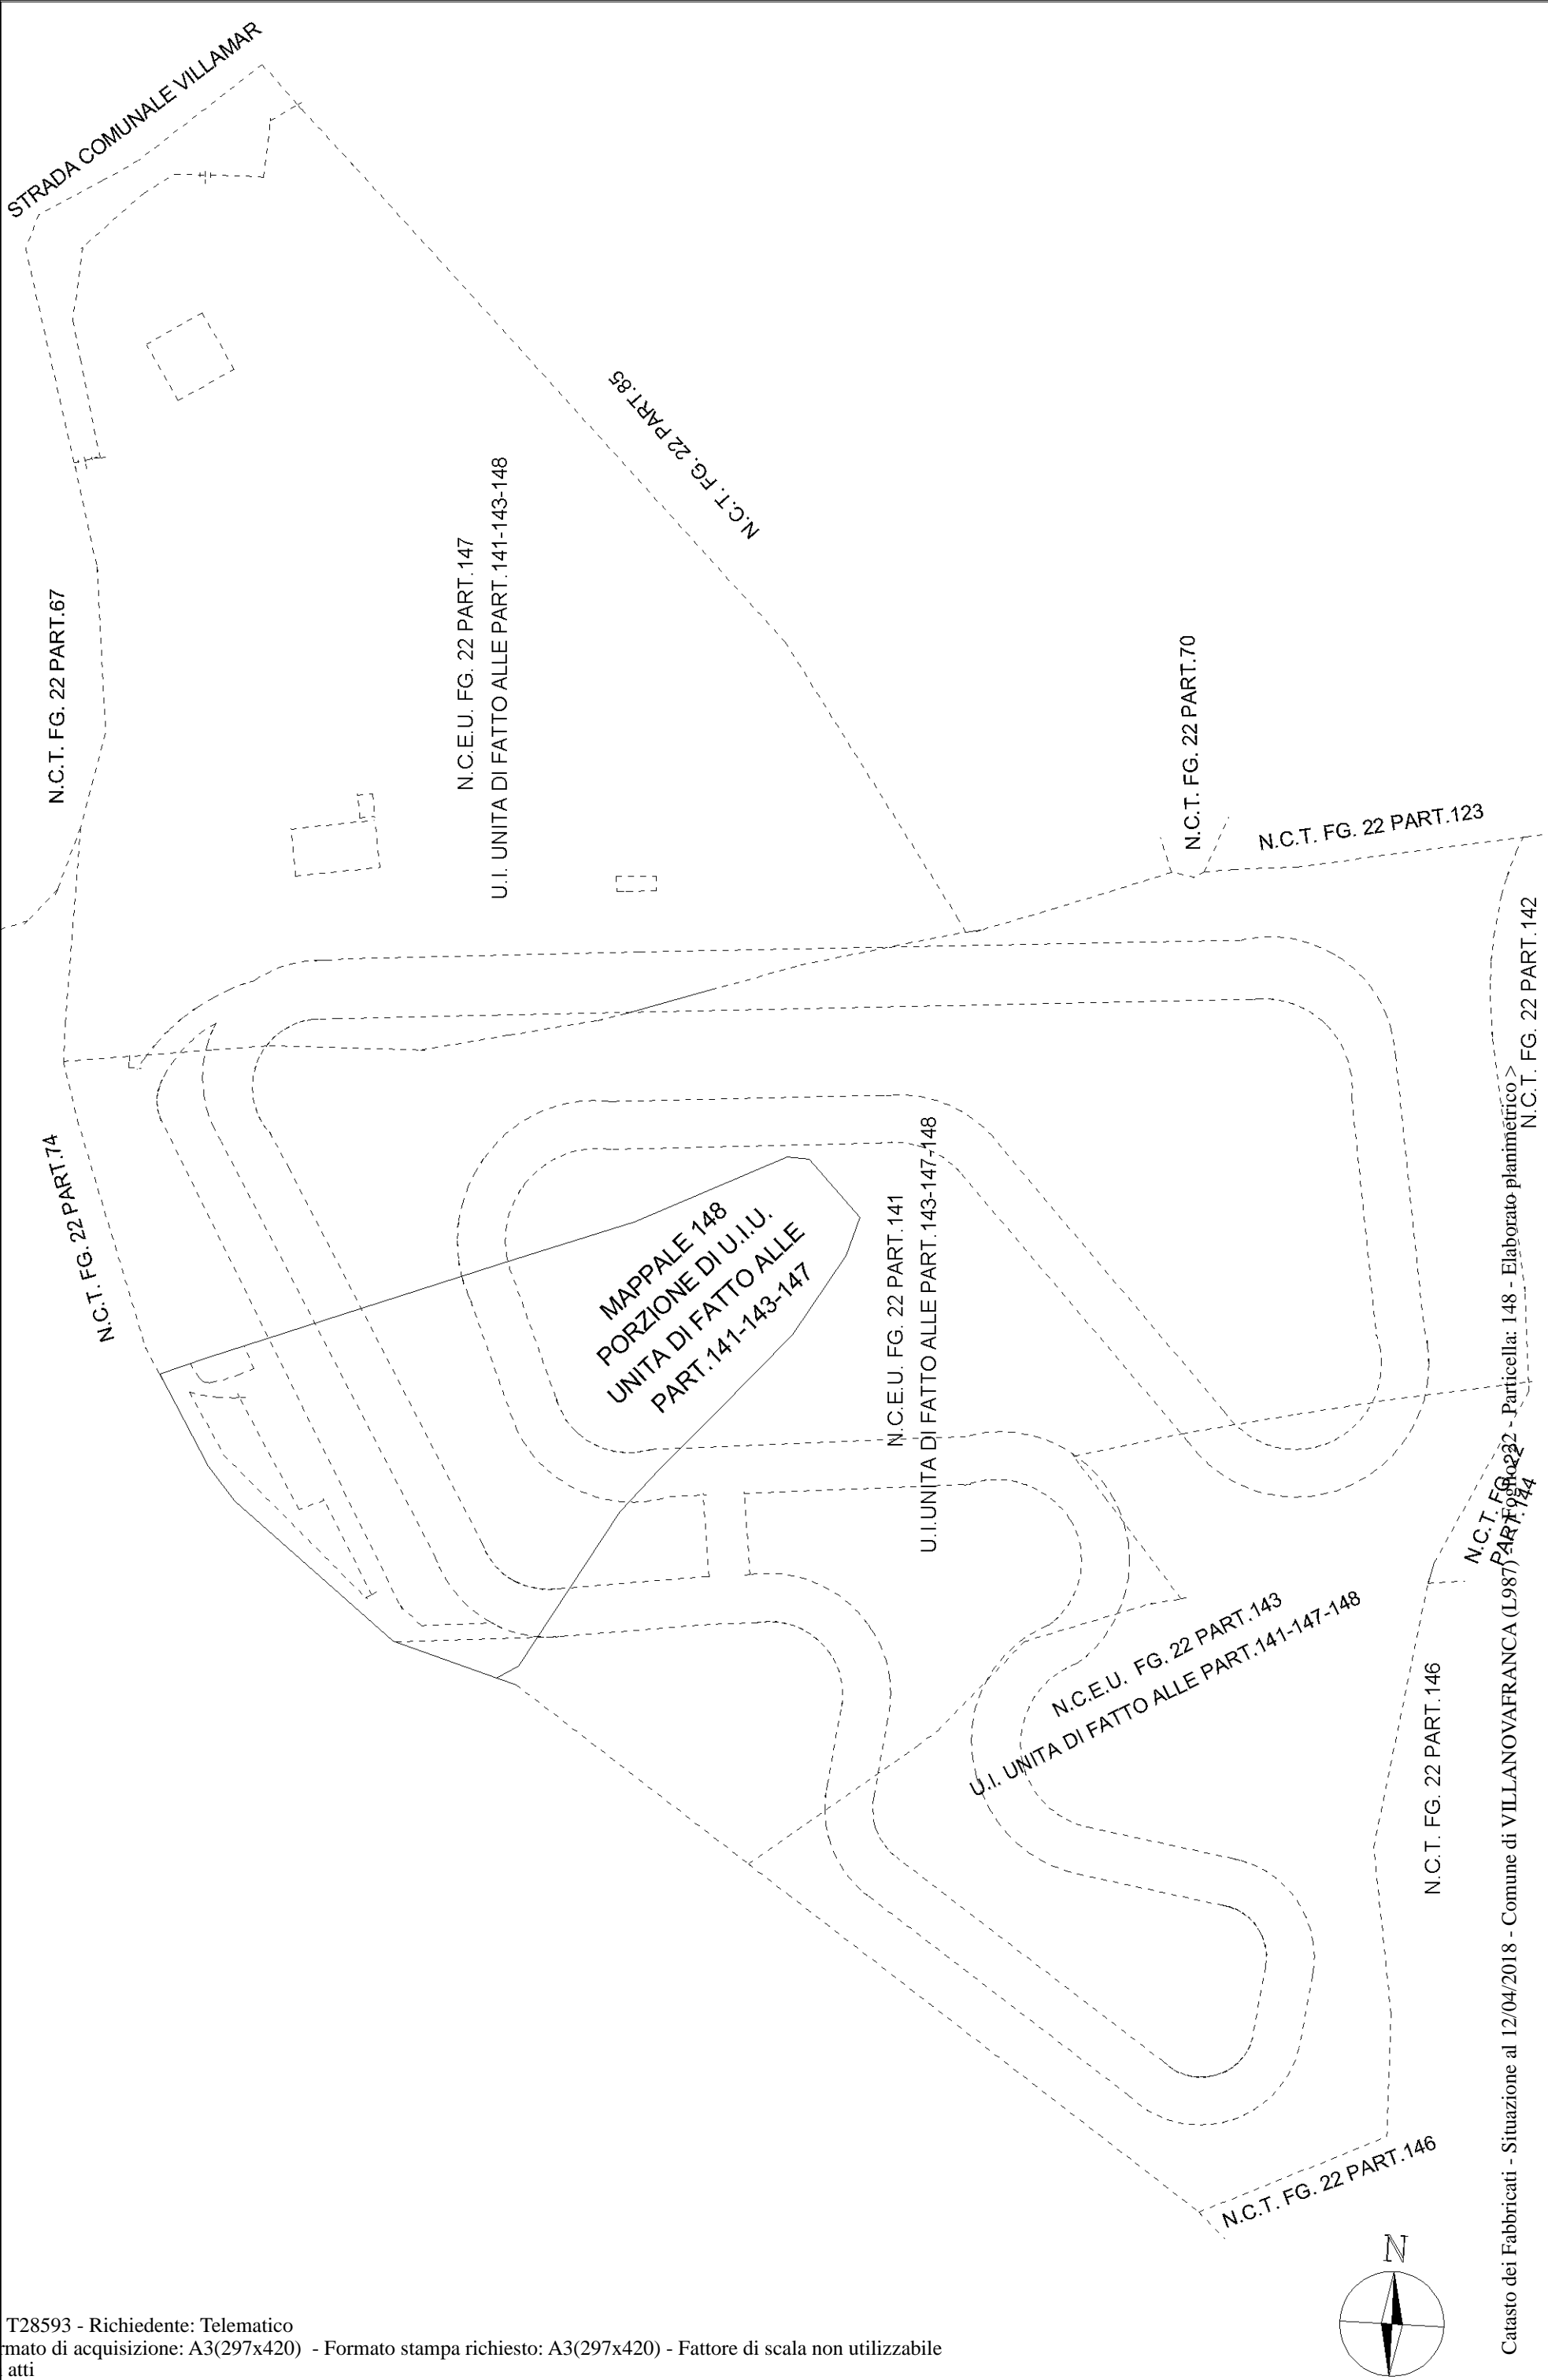 STRADA COMUNALE VILLAMAR
N.C.T. FG. 22 PART.85
N.C.T. FG. 22 PART.67
N.C.E.U. FG. 22 PART.147
U.I. UNITA DI FATTO ALLE PART.141-143-148
N.C.T. FG. 22 PART.70
N.C.T. FG. 22 PART.123
N.C.T. FG. 22 PART.142
N.C.T. FG. 22 PART.74
MAPPALE 148
PORZIONE DI U.I.U.
UNITA DI FATTO ALLE
PART.141-143-147
N.C.E.U. FG. 22 PART.141
U.I.UNITA DI FATTO ALLE PART.143-147-148
N.C.T. FG. 22
PART.144
N.C.E.U. FG. 22 PART.143
U.I. UNITA DI FATTO ALLE PART.141-147-148
N.C.T. FG. 22 PART.146
N.C.T. FG. 22 PART.146
N
Catasto dei Fabbricati - Situazione al 12/04/2018 - Comune di VILLANOVAFRANCA (L987) - Foglio: 22 - Particella: 148 - Elaborato planimetrico >
T28593 - Richiedente: Telematico
rmato di acquisizione: A3(297x420) - Formato stampa richiesto: A3(297x420) - Fattore di scala non utilizzabile
atti